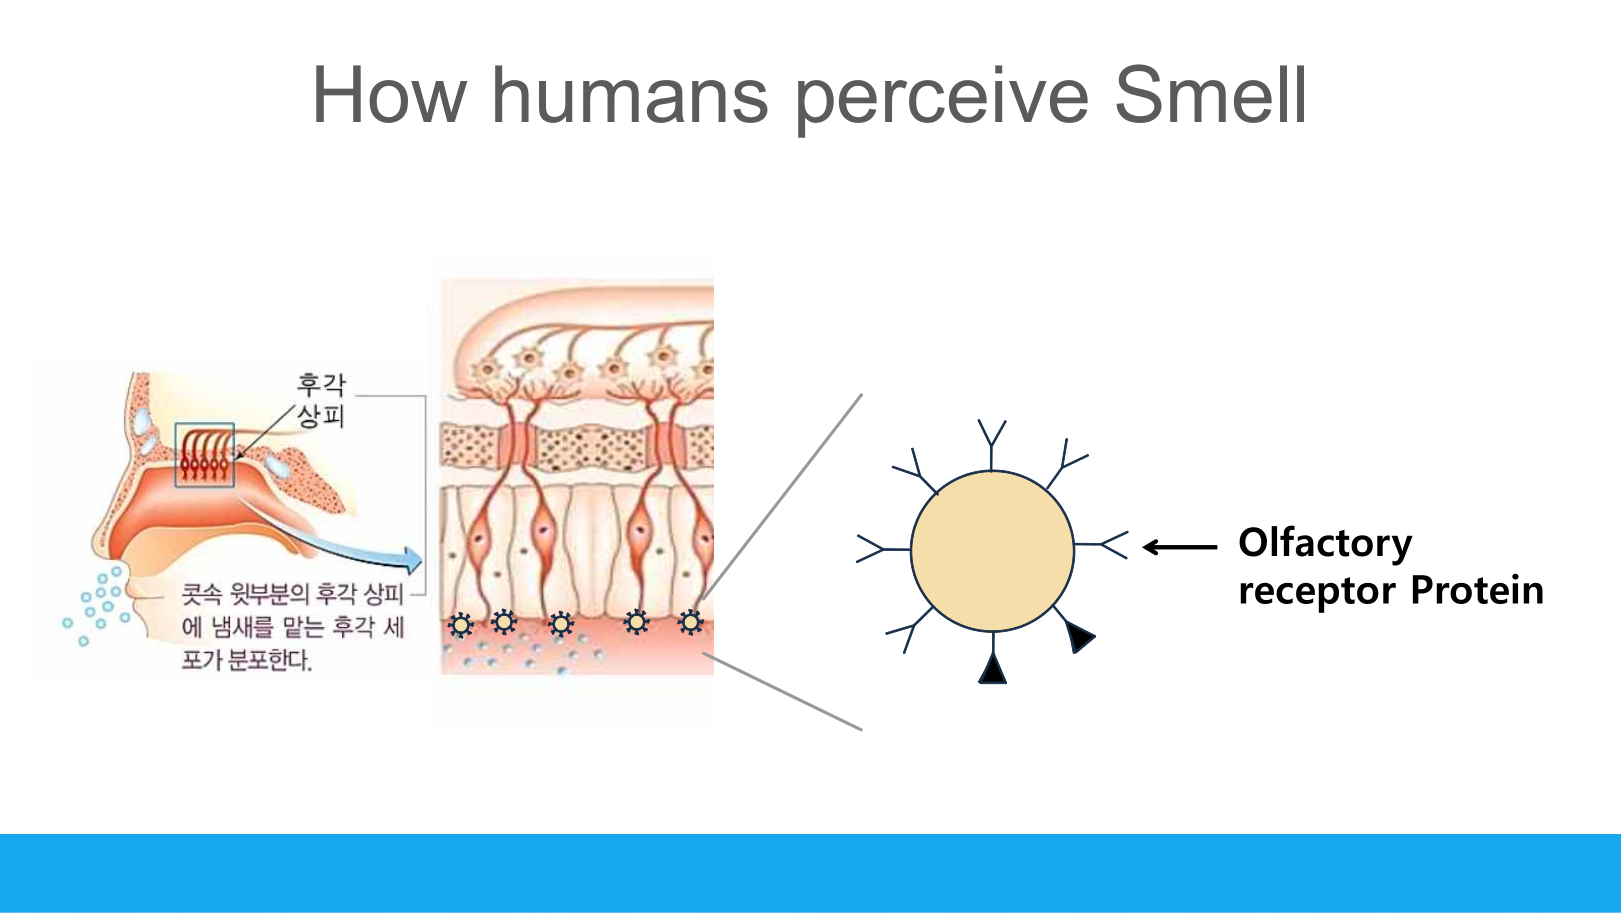 How humans perceive Smell
후각
상피
콧속 윗부분의 후각 상피
에 냄새를 맡는 후각 세
포가 분포한다.
Olfactory
receptor Protein